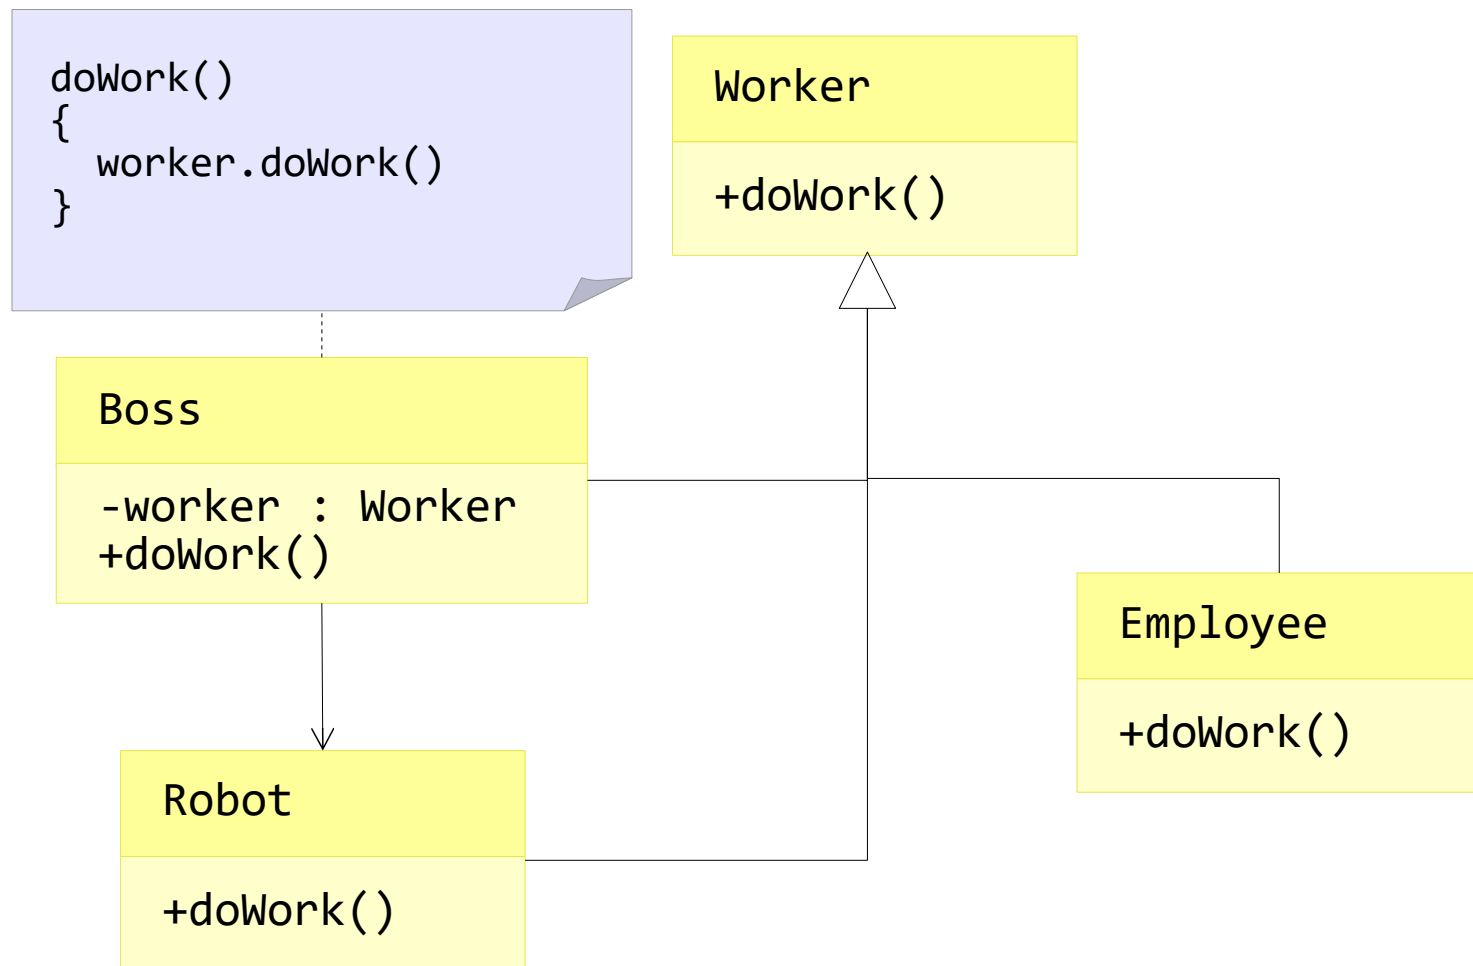 doWork()
{
  worker.doWork()
}
Worker
+doWork()
Boss
-worker : Worker
+doWork()
Employee
+doWork()
Robot
+doWork()